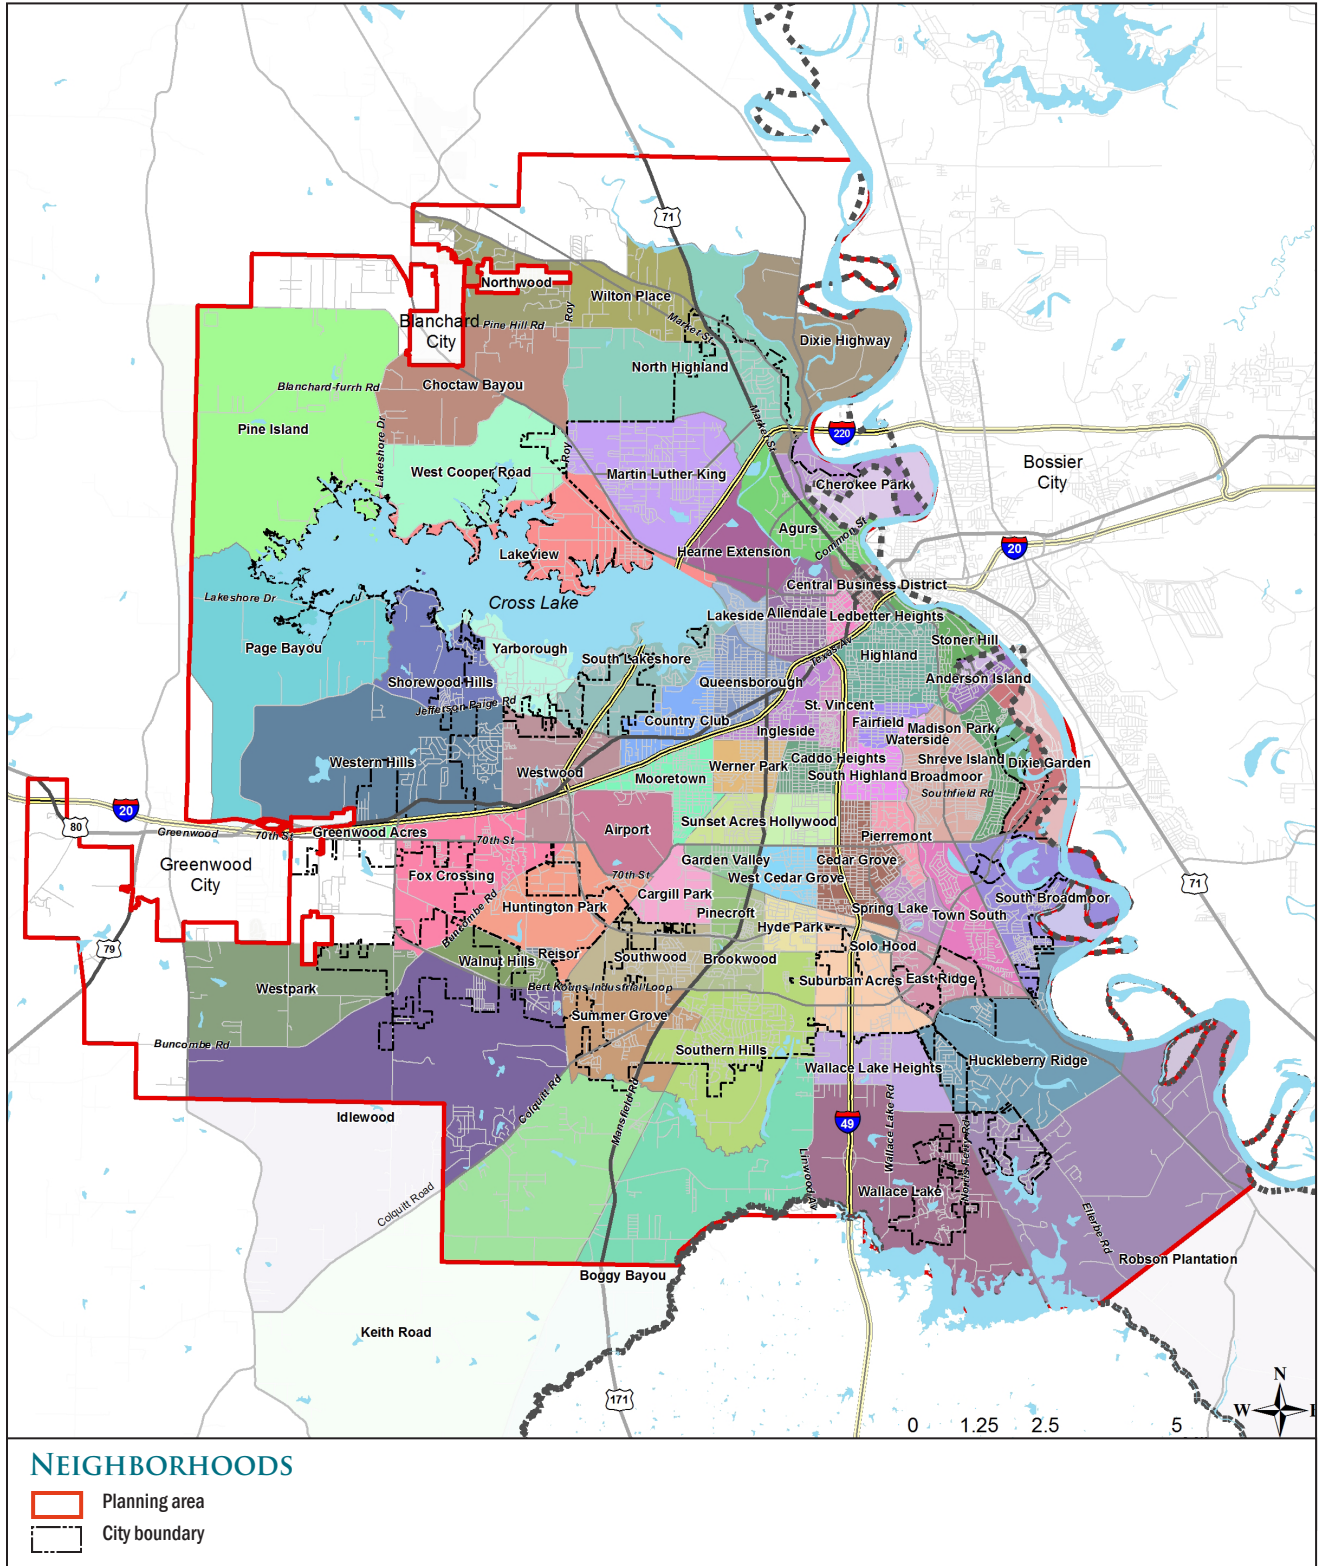 71
Northwood
Wilton Place
Roy
Blanchard
City
Pine Hill Rd
Market St
Dixie Highway
North Highland
Choctaw Bayou
Blanchard-furrh Rd
Pine Island
Lakeshore Dr
Market St
220
Roy
West Cooper Road
Martin Luther King
Bossier
City
Cherokee Park
Agurs
Common St
20
Lakeview
Hearne Extension
Central Business District
Lakeshore Dr
Cross Lake
Lakeside
Allendale
Ledbetter Heights
Stoner Hill
Page Bayou
Yarborough
South Lakeshore
Texas Av
Highland
Anderson Island
Shorewood Hills
Queensborough
Jefferson Paige Rd
St. Vincent
Country Club
Ingleside
Fairfield
Madison Park
Waterside
Western Hills
Westwood
Mooretown
Werner Park
Caddo Heights
South Highland
Shreve Island
Broadmoor
Dixie Garden
Southfield Rd
20
80
Greenwood
70th St
Greenwood Acres
70th St
Airport
Sunset Acres
Hollywood
Pierremont
Greenwood
City
Fox Crossing
70th St
Garden Valley
Cedar Grove
West Cedar Grove
71
Cargill Park
Huntington Park
Buncombe Rd
Pinecroft
Spring Lake
Town South
South Broadmoor
Hyde Park
79
Walnut Hills
Reisor
Southwood
Brookwood
Solo Hood
Westpark
Bert Kouns Industrial Loop
Suburban Acres
East Ridge
Summer Grove
Buncombe Rd
Southern Hills
Wallace Lake Heights
Huckleberry Ridge
Idlewood
Colquitt Rd
Mansfield Rd
49
Wallace Lake Rd
Norris Ferry Rd
Linwood Av
Wallace Lake
Colquitt Road
Ellerbe Rd
Robson Plantation
Boggy Bayou
Keith Road
171
N
W
E
0 1.25 2.5 5
NEIGHBORHOODS
Planning area
City boundary